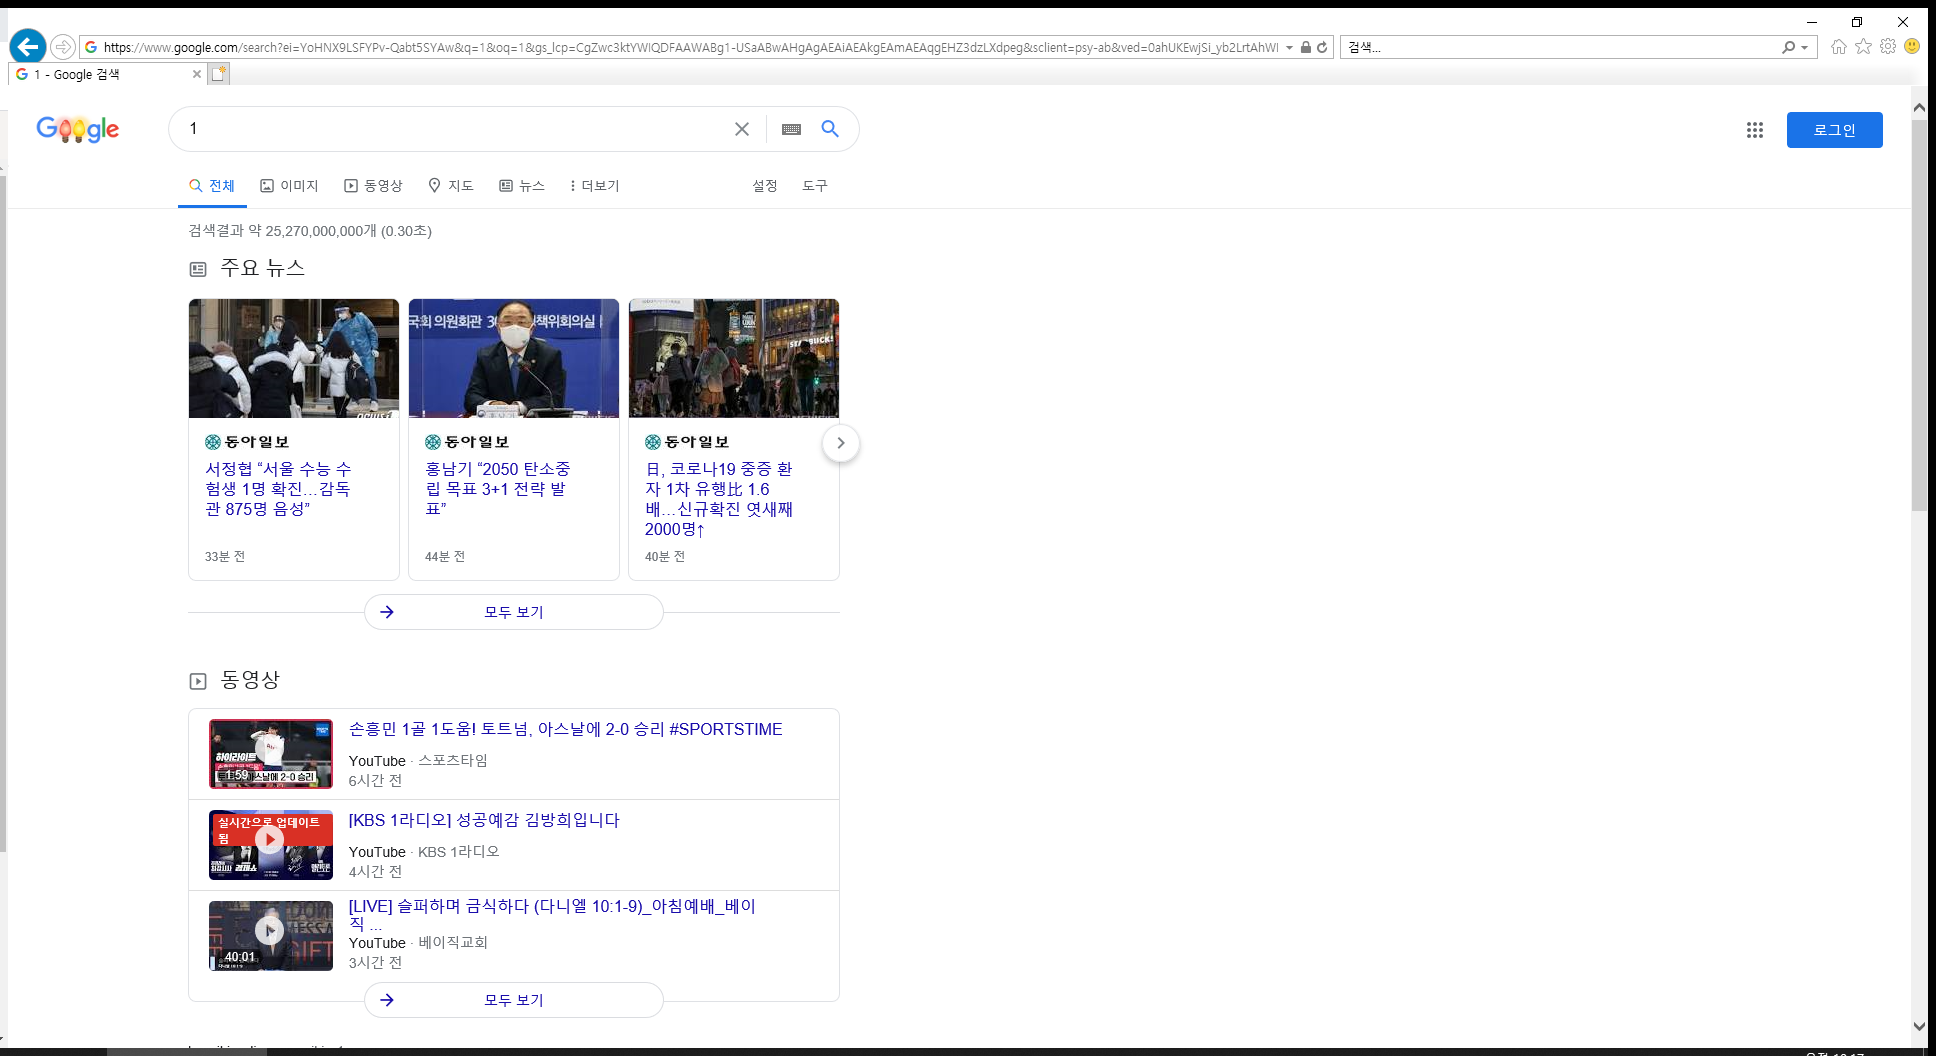 https://www.google.com/search?ei=YoHNX9LSFYPv-Qabt5SYAw&q=1&oq=1&gs_lcp=CgZwc3ktYWIQDFAAWABg1-USaABwAHgAgAEAiAEAkgEAmAEAqgEHZ3dzLXdpeg&sclient=psy-ab&ved=0ahUKEwjSi_yb2LrtAhWI
검색...
1 - Google 검색
Google
1
로그인
전체 이미지 동영상 지도 뉴스 더보기 설정 도구
검색결과 약 25,270,000,000개 (0.30초)
주요 뉴스
국회 의원회관
책위회의실
STARBUCKS
동아일보
서정협 “서울 수능 수
험생 1명 확진...감독
관 875명 음성”
33분 전
동아일보
홍남기 “2050 탄소중
립 목표 3+1 전략 발
표”
44분 전
동아일보
日, 코로나19 중증 환
자 1차 유행比 1.6
배...신규확진 엿새째
2000명↑
40분 전
모두 보기
동영상
하이라이트
1:59
손흥민 1골 1도움! 토트넘, 아스날에 2-0 승리 #SPORTSTIME
YouTube · 스포츠타임
6시간 전
실시간으로 업데이트
됨
[KBS 1라디오] 성공예감 김방희입니다
YouTube · KBS 1라디오
4시간 전
GIFT
40:01
[LIVE] 슬퍼하며 금식하다 (다니엘 10:1-9)_아침예배_베이
직 ...
YouTube · 베이직교회
3시간 전
모두 보기